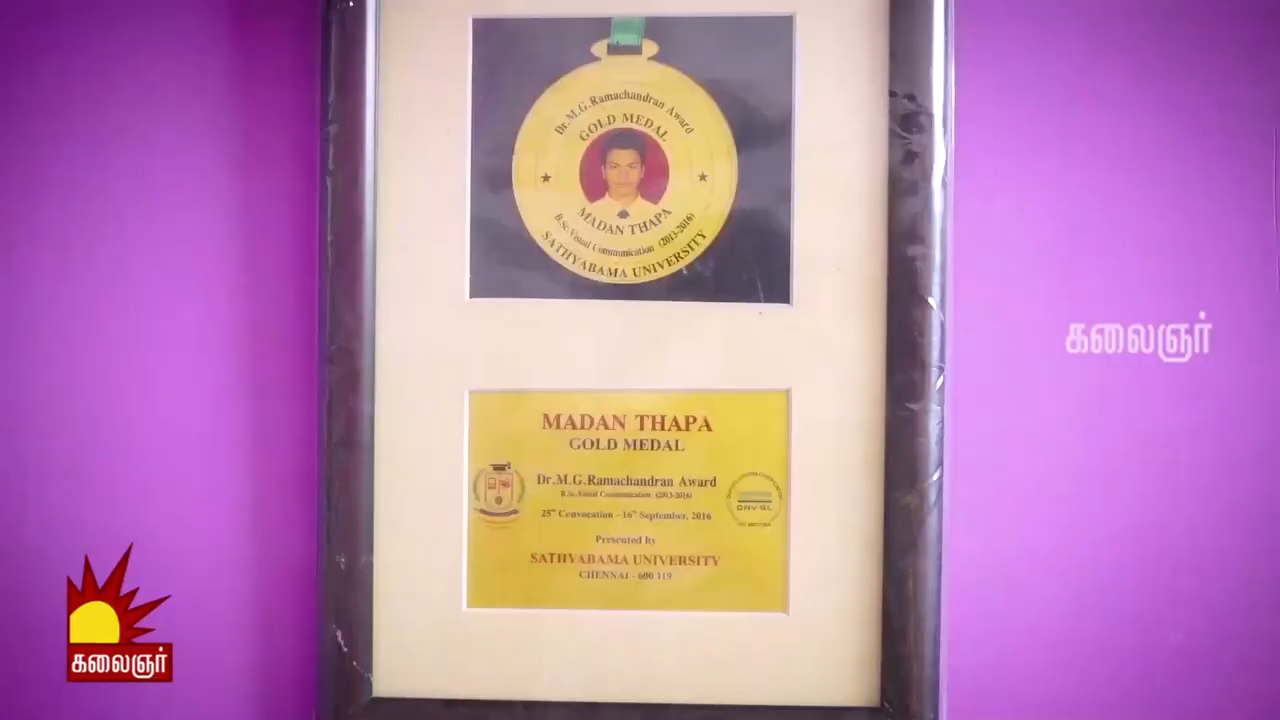 Dr.M.G.Ramachandran Award
GOLD MEDAL
MADAN THAPA
B.Sc.Visual Communication (2013-2016)
SATHYABAMA UNIVERSITY
MADAN THAPA
GOLD MEDAL
Dr.M.G.Ramachandran Award
B.Sc.Visual Communication (2013-2016)
25th Convocation - 16th September, 2016
Presented by
SATHYABAMA UNIVERSITY
CHENNAI - 600 119
DNV·GL
கலைஞர்
கலைஞர்